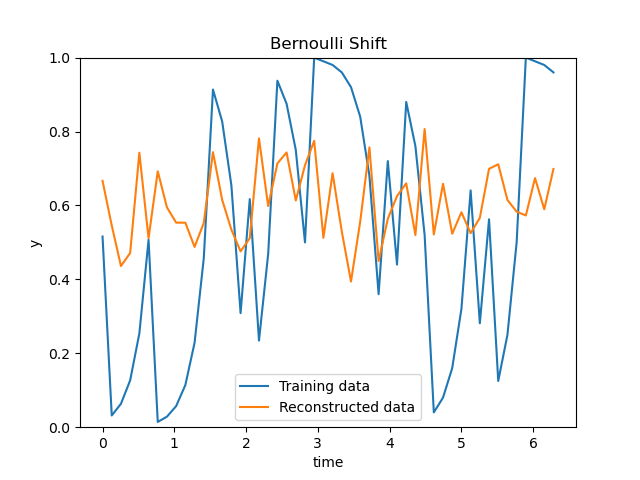 Bernoulli Shift
1.0
0.8
0.6
0.4
0.2
0.0
y
0 1 2 3 4 5 6
time
Training data
Reconstructed data